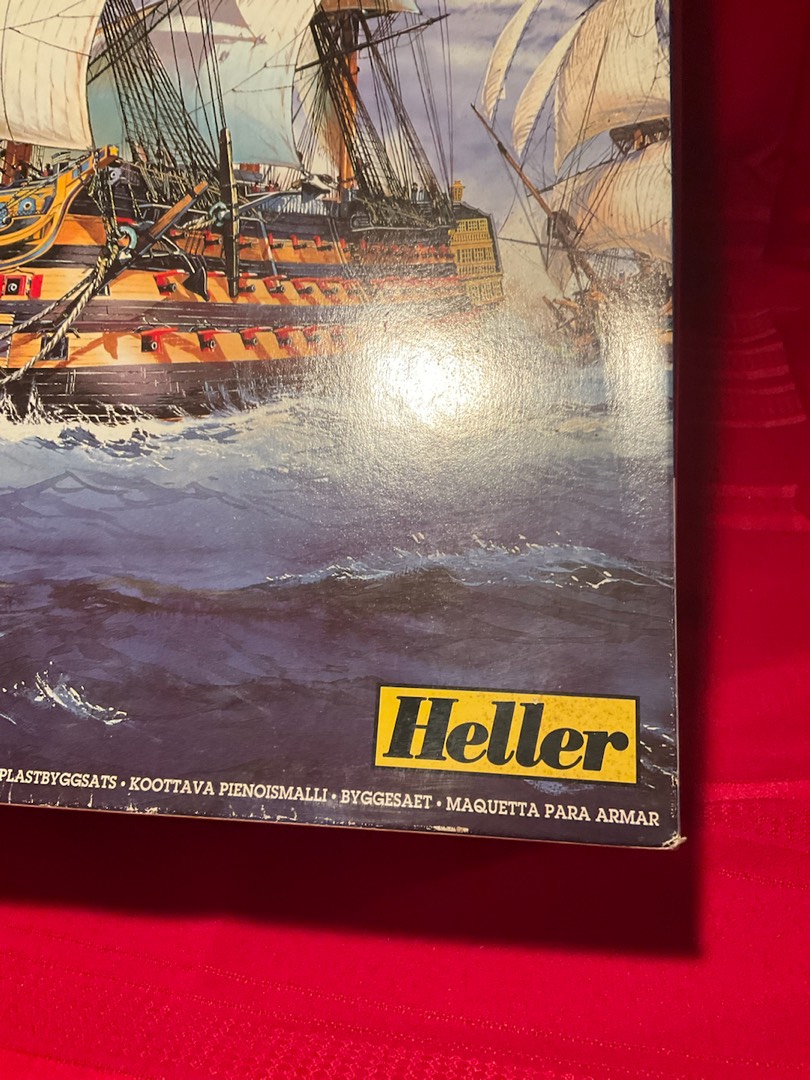 Heller
PLASTBYGGSATS • KOOTTAVA PIENOISMALLI • BYGGESAET • MAQUETTA PARA ARMAR